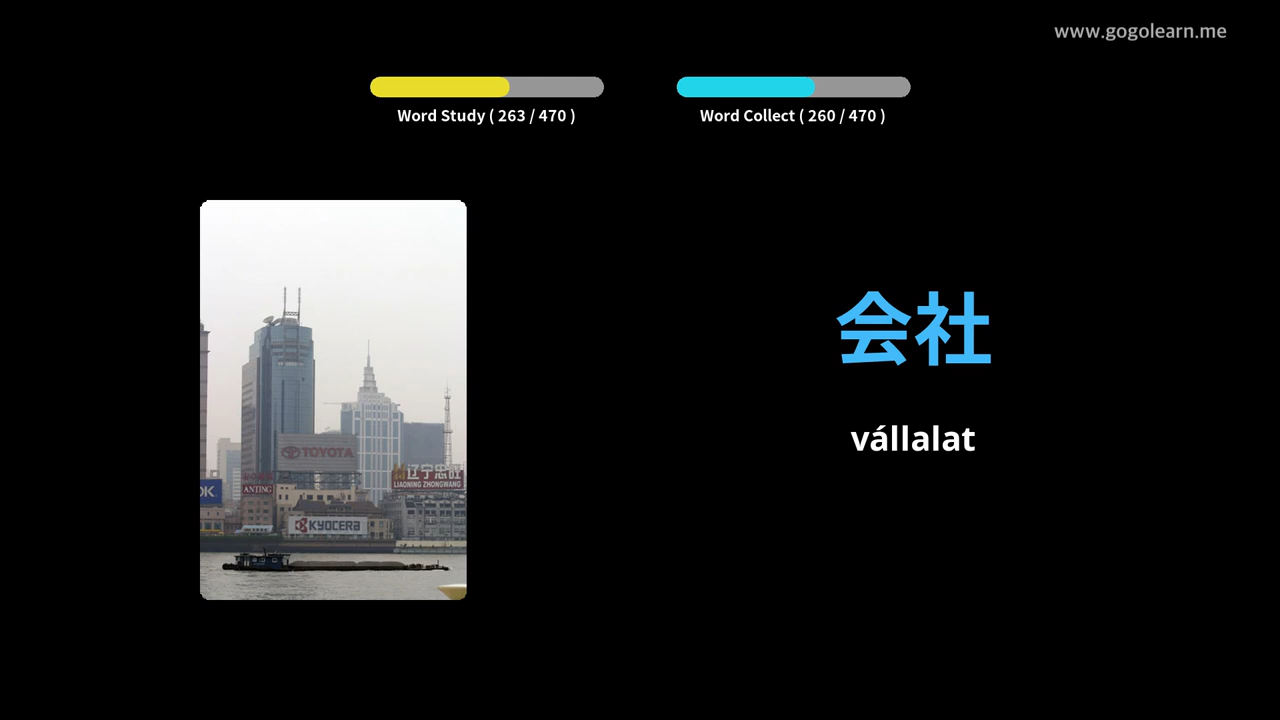 www.gogolearn.me
Word Study ( 263 / 470 )
Word Collect ( 260 / 470 )
会社
vállalat
TOYOTA
辽宁忠旺
LIAONING ZHONGWANG
ANTING
KYOCERA